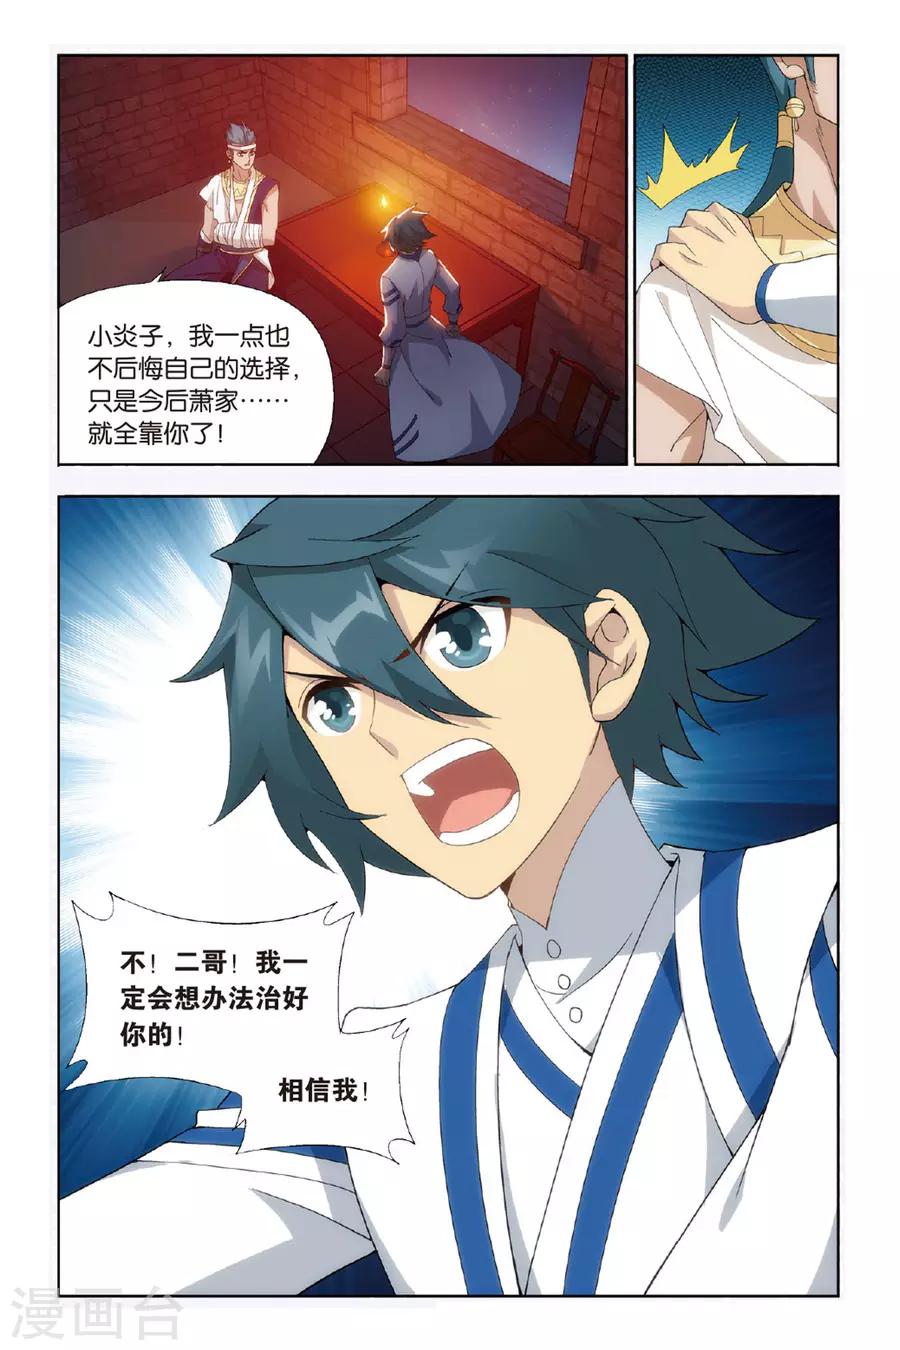 小炎子，我一点也
不后悔自己的选择，
只是今后萧家……
就全靠你了！
不！二哥！我一
定会想办法治好
你的！
相信我！
漫画台